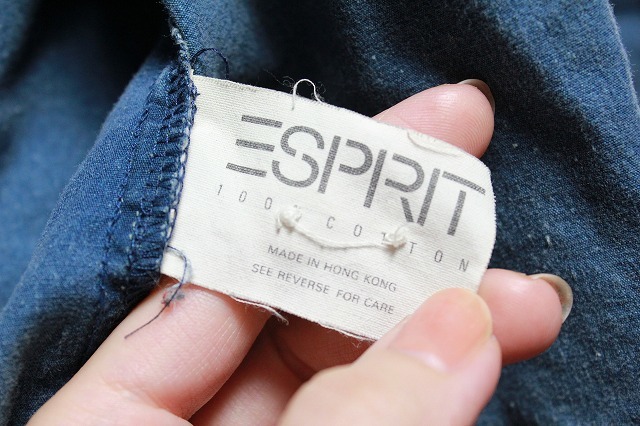 ESPRIT
100% COTTON
MADE IN HONG KONG
SEE REVERSE FOR CARE